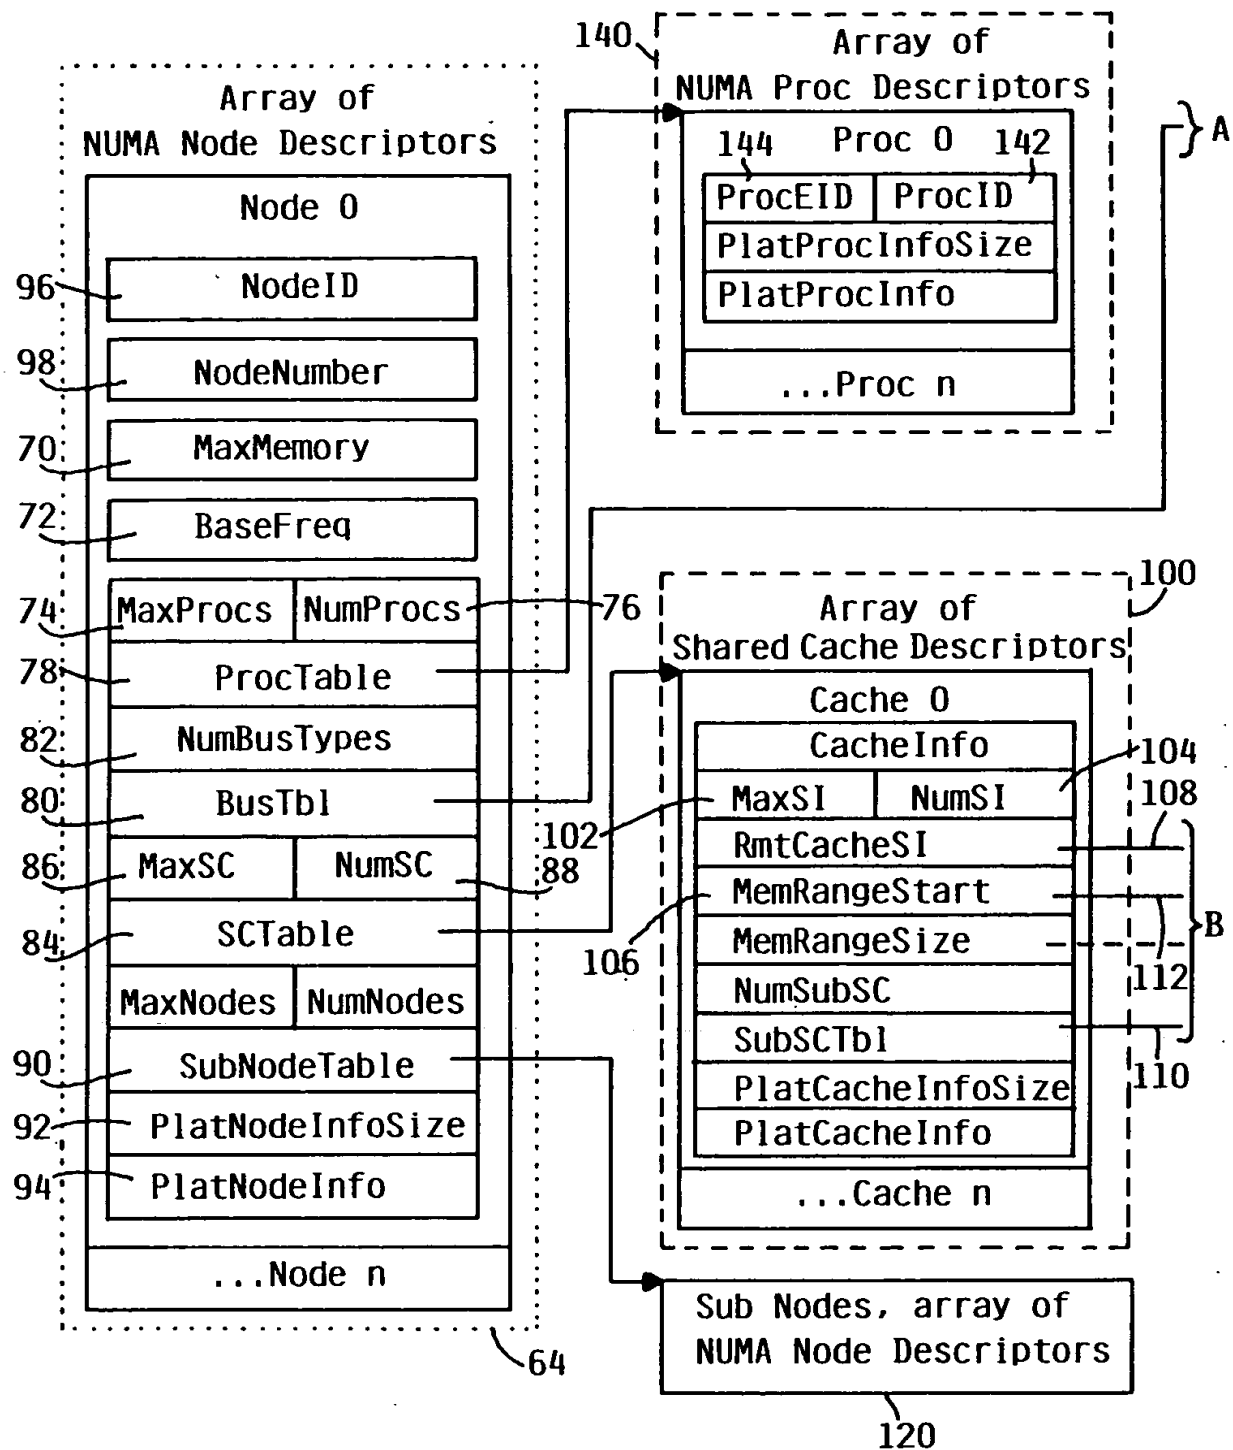 Array of
NUMA Node Descriptors
Node 0
96
NodeID
98
NodeNumber
70
MaxMemory
72
BaseFreq
74
MaxProcs
NumProcs
76
78
ProcTable
82
NumBusTypes
80
BusTbl
86
MaxSC
NumSC
88
84
SCTable
MaxNodes
NumNodes
90
SubNodeTable
92
PlatNodeInfoSize
94
PlatNodeInfo
...Node n
64
140
Array of
NUMA Proc Descriptors
Proc 0
144
142
ProcEID
ProcID
PlatProcInfoSize
PlatProcInfo
...Proc n
A
100
Array of
Shared Cache Descriptors
Cache 0
CacheInfo
104
102
MaxSI
NumSI
108
RmtCacheSI
106
MemRangeStart
112
B
MemRangeSize
NumSubSC
SubSCTbl
110
PlatCacheInfoSize
PlatCacheInfo
...Cache n
Sub Nodes, array of
NUMA Node Descriptors
120